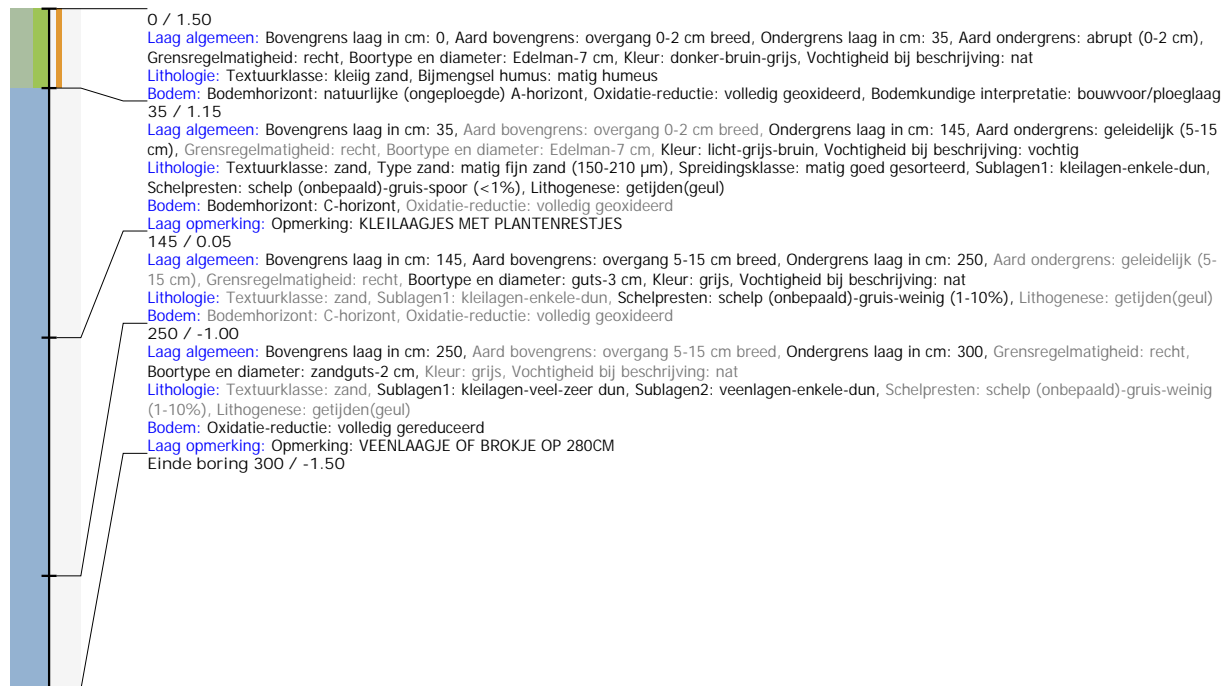 0 / 1.50
Laag algemeen: Bovengrens laag in cm: 0, Aard bovengrens: overgang 0-2 cm breed, Ondergrens laag in cm: 35, Aard ondergrens: abrupt (0-2 cm),
Grensregelmatigheid: recht, Boortype en diameter: Edelman-7 cm, Kleur: donker-bruin-grijs, Vochtigheid bij beschrijving: nat
Lithologie: Textuurklasse: kleiig zand, Bijmengsel humus: matig humeus
Bodem: Bodemhorizont: natuurlijke (ongeploegde) A-horizont, Oxidatie-reductie: volledig geoxideerd, Bodemkundige interpretatie: bouwvoor/ploeglaag
35 / 1.15
Laag algemeen: Bovengrens laag in cm: 35, Aard bovengrens: overgang 0-2 cm breed, Ondergrens laag in cm: 145, Aard ondergrens: geleidelijk (5-15
cm), Grensregelmatigheid: recht, Boortype en diameter: Edelman-7 cm, Kleur: licht-grijs-bruin, Vochtigheid bij beschrijving: vochtig
Lithologie: Textuurklasse: zand, Type zand: matig fijn zand (150-210 µm), Spreidingsklasse: matig goed gesorteerd, Sublagen1: kleilagen-enkele-dun,
Schelpresten: schelp (onbepaald)-gruis-spoor (<1%), Lithogenese: getijden(geul)
Bodem: Bodemhorizont: C-horizont, Oxidatie-reductie: volledig geoxideerd
Laag opmerking: Opmerking: KLEILAAGJES MET PLANTENRESTJES
145 / 0.05
Laag algemeen: Bovengrens laag in cm: 145, Aard bovengrens: overgang 5-15 cm breed, Ondergrens laag in cm: 250, Aard ondergrens: geleidelijk (5-
15 cm), Grensregelmatigheid: recht, Boortype en diameter: guts-3 cm, Kleur: grijs, Vochtigheid bij beschrijving: nat
Lithologie: Textuurklasse: zand, Sublagen1: kleilagen-enkele-dun, Schelpresten: schelp (onbepaald)-gruis-weinig (1-10%), Lithogenese: getijden(geul)
Bodem: Bodemhorizont: C-horizont, Oxidatie-reductie: volledig geoxideerd
250 / -1.00
Laag algemeen: Bovengrens laag in cm: 250, Aard bovengrens: overgang 5-15 cm breed, Ondergrens laag in cm: 300, Grensregelmatigheid: recht,
Boortype en diameter: zandguts-2 cm, Kleur: grijs, Vochtigheid bij beschrijving: nat
Lithologie: Textuurklasse: zand, Sublagen1: kleilagen-veel-zeer dun, Sublagen2: veenlagen-enkele-dun, Schelpresten: schelp (onbepaald)-gruis-weinig
(1-10%), Lithogenese: getijden(geul)
Bodem: Oxidatie-reductie: volledig gereduceerd
Laag opmerking: Opmerking: VEENLAAGJE OF BROKJE OP 280CM
Einde boring 300 / -1.50